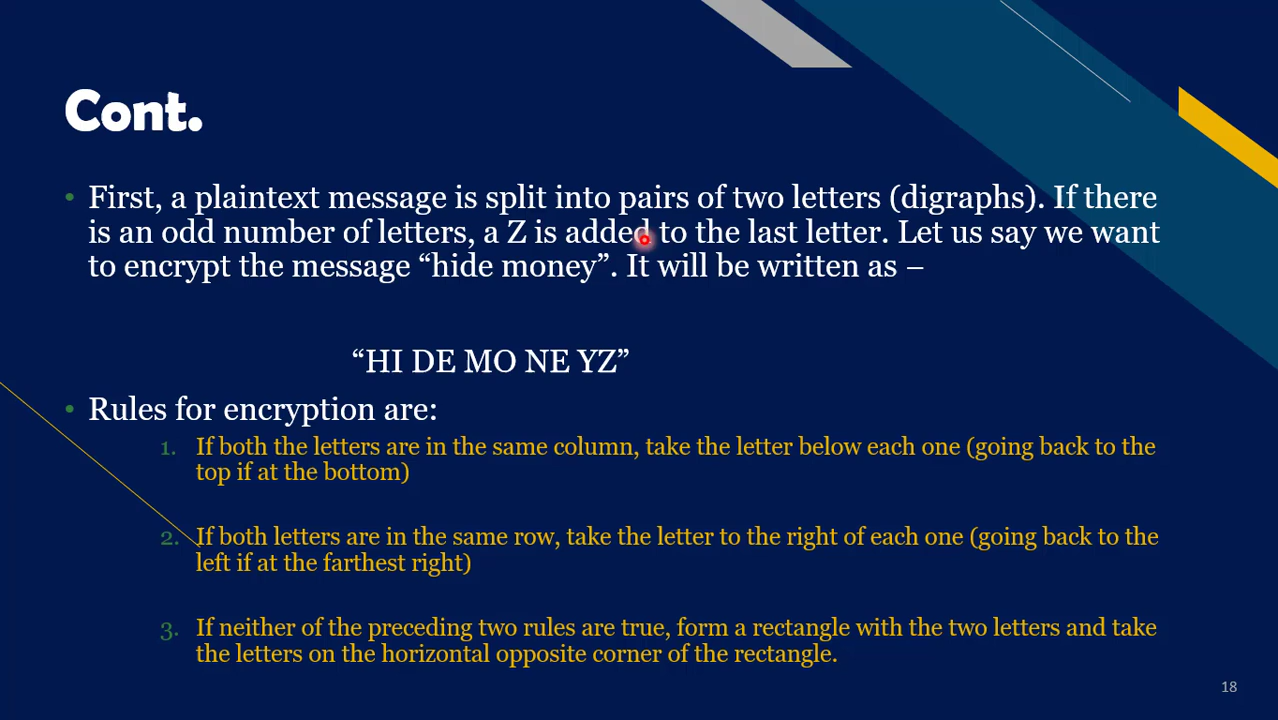 Cont.
• First, a plaintext message is split into pairs of two letters (digraphs). If there
is an odd number of letters, a Z is added to the last letter. Let us say we want
to encrypt the message “hide money”. It will be written as –
“HI DE MO NE YZ”
• Rules for encryption are:
1. If both the letters are in the same column, take the letter below each one (going back to the
top if at the bottom)
2. If both letters are in the same row, take the letter to the right of each one (going back to the
left if at the farthest right)
3. If neither of the preceding two rules are true, form a rectangle with the two letters and take
the letters on the horizontal opposite corner of the rectangle.
18